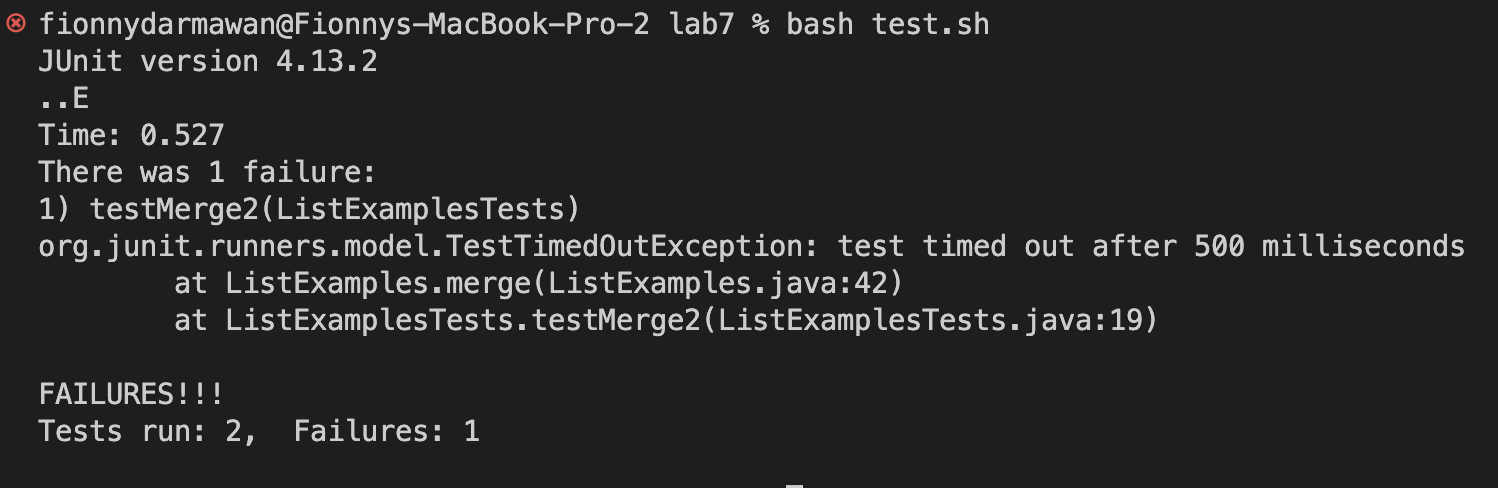 fionnydarmawan@Fionnys-MacBook-Pro-2 lab7 % bash test.sh
JUnit version 4.13.2
..E
Time: 0.527
There was 1 failure:
1) testMerge2(ListExamplesTests)
org.junit.runners.model.TestTimedOutException: test timed out after 500 milliseconds
        at ListExamples.merge(ListExamples.java:42)
        at ListExamplesTests.testMerge2(ListExamplesTests.java:19)

FAILURES!!!
Tests run: 2,  Failures: 1